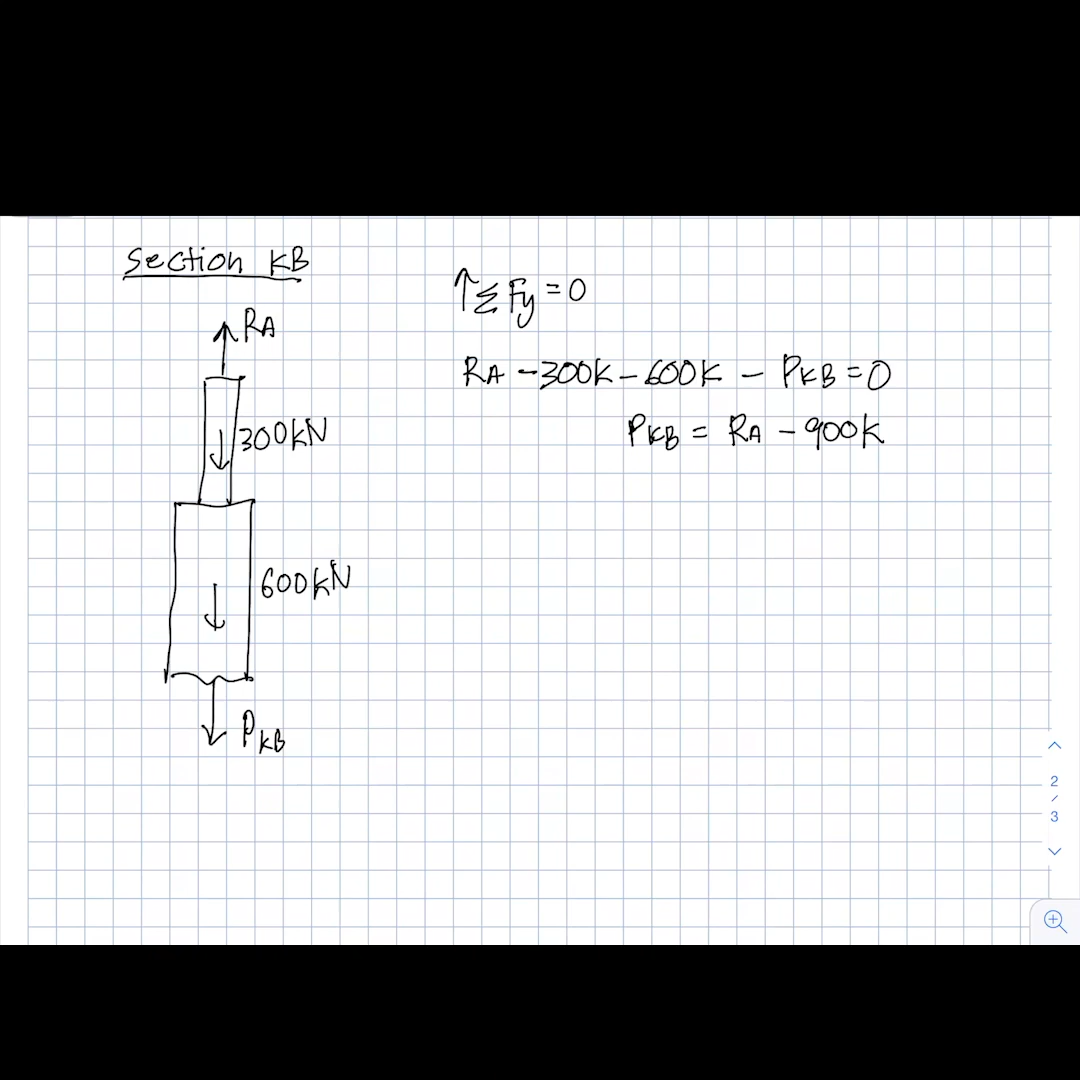 Section KB
RA
300kN
600kN
PKB
↑ΣFy=0
RA-300K-600K-PKB=0
PKB=RA-900K
2
/
3